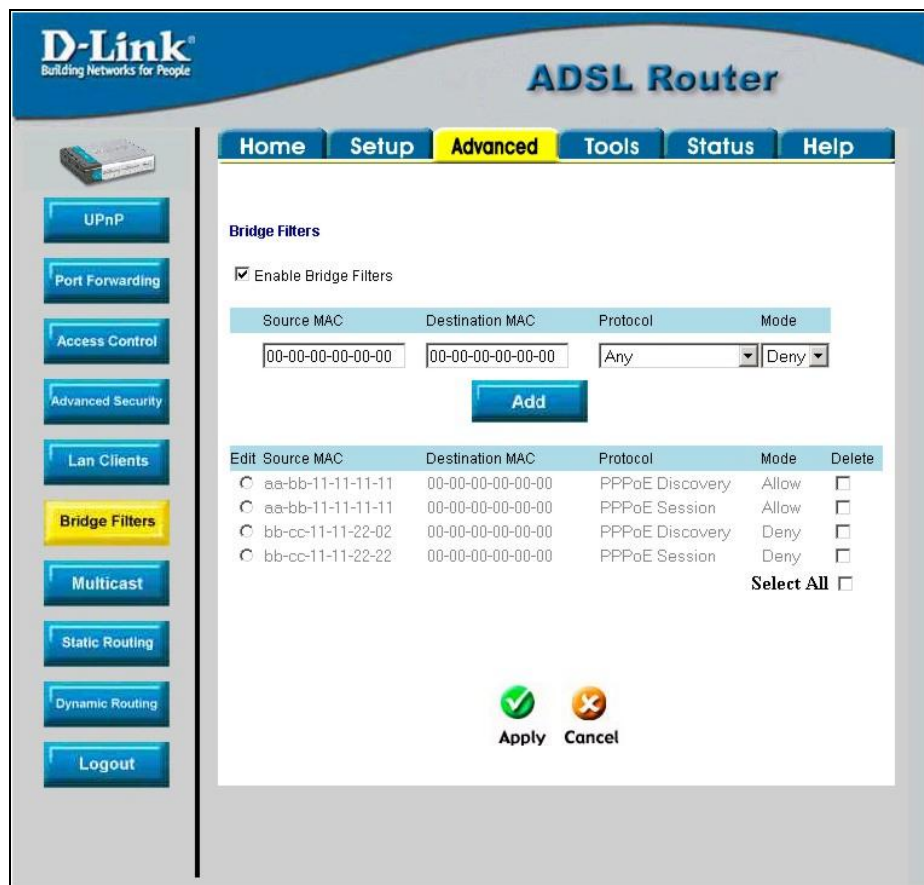 D-Link®
Building Networks for People
ADSL Router
Home Setup Advanced Tools Status Help
UPnP
Port Forwarding
Access Control
Advanced Security
Lan Clients
Bridge Filters
Multicast
Static Routing
Dynamic Routing
Logout
Bridge Filters
Enable Bridge Filters
Source MAC Destination MAC Protocol Mode
00-00-00-00-00-00 00-00-00-00-00-00 Any Deny
Add
Edit Source MAC Destination MAC Protocol Mode Delete
aa-bb-11-11-11-11 00-00-00-00-00-00 PPPoE Discovery Allow
aa-bb-11-11-11-11 00-00-00-00-00-00 PPPoE Session Allow
bb-cc-11-11-22-02 00-00-00-00-00-00 PPPoE Discovery Deny
bb-cc-11-11-22-22 00-00-00-00-00-00 PPPoE Session Deny
Select All
Apply Cancel